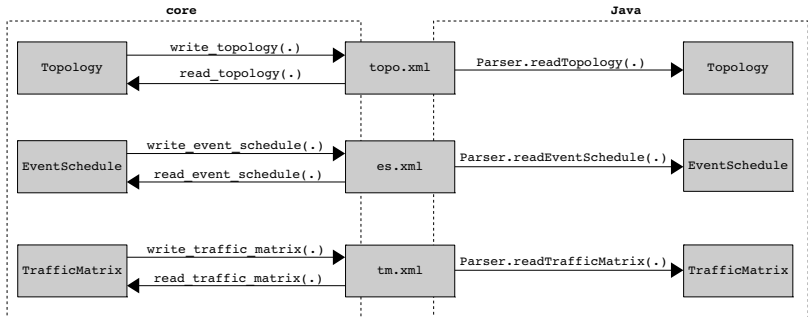 core
Java
write_topology(.)
Topology
topo.xml
Parser.readTopology(.)
Topology
read_topology(.)
write_event_schedule(.)
EventSchedule
es.xml
Parser.readEventSchedule(.)
EventSchedule
read_event_schedule(.)
write_traffic_matrix(.)
TrafficMatrix
tm.xml
Parser.readTrafficMatrix(.)
TrafficMatrix
read_traffic_matrix(.)